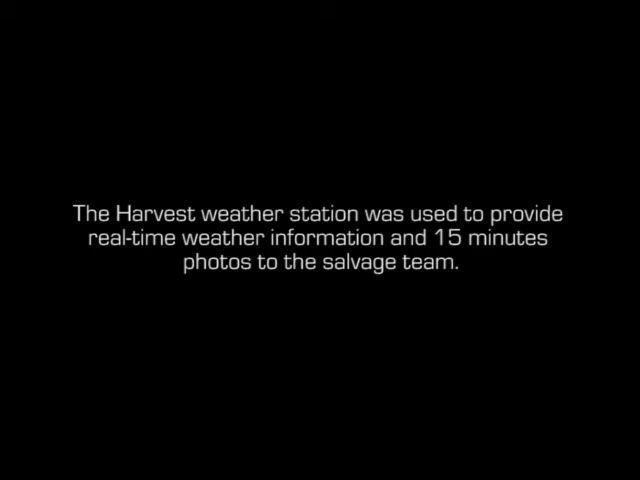 The Harvest weather station was used to provide
real-time weather information and 15 minutes
photos to the salvage team.